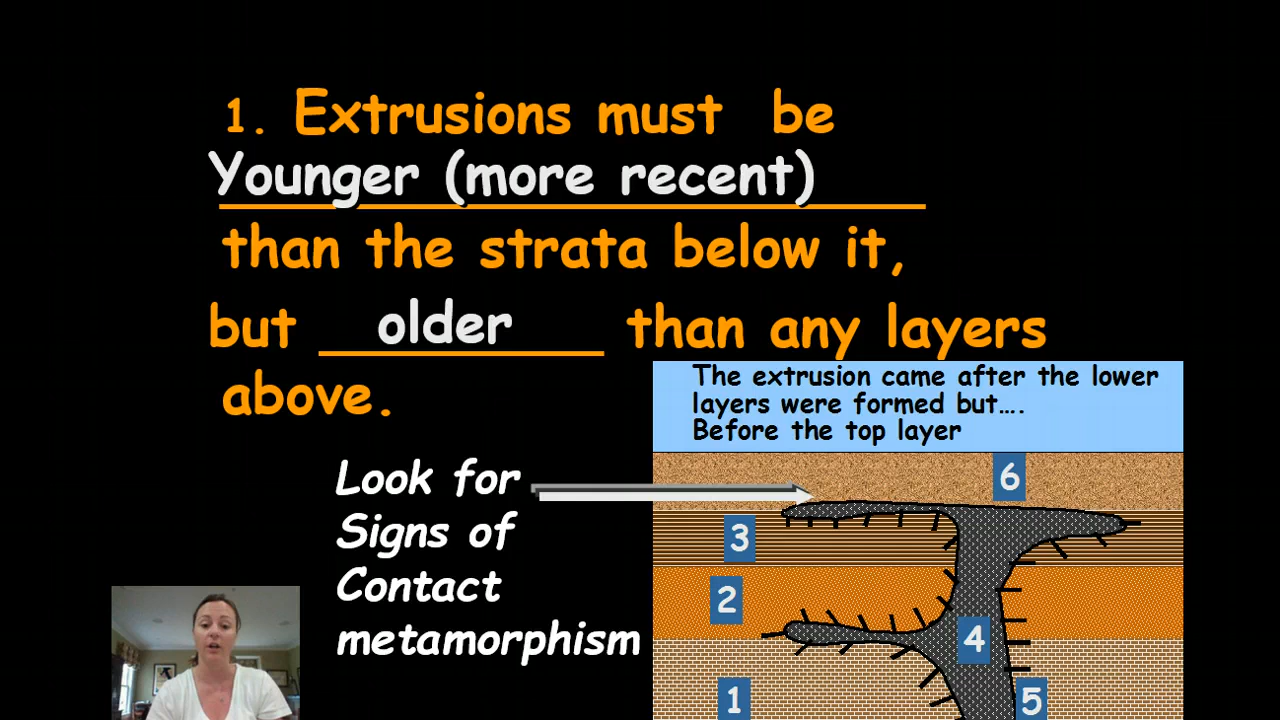 1. Extrusions must be
Younger (more recent)
than the strata below it,
but older than any layers
above.
The extrusion came after the lower
layers were formed but....
Before the top layer
Look for
Signs of
Contact
metamorphism
6
3
2
4
1
5